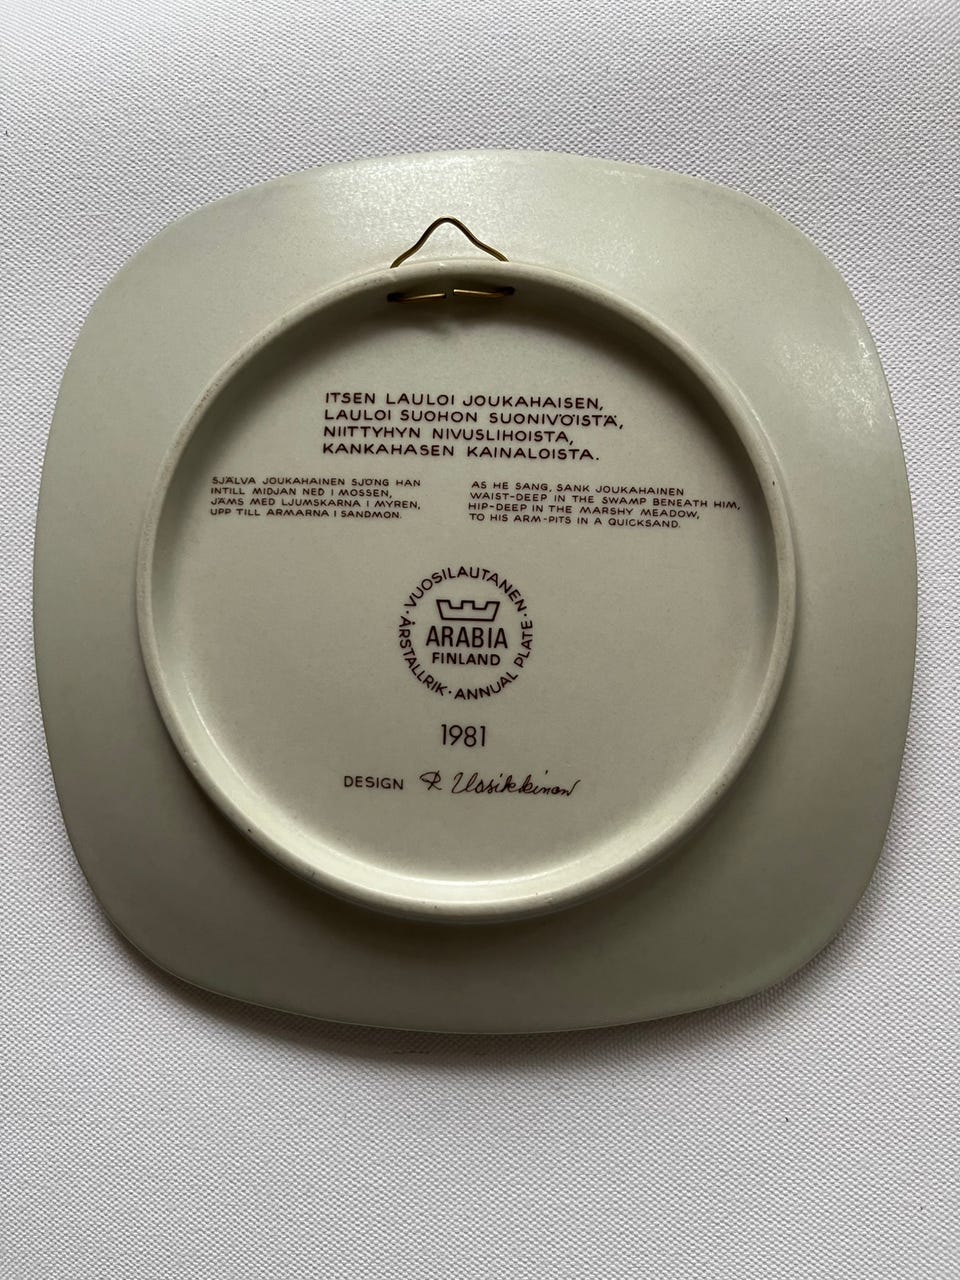 ITSEN LAULOI JOUKAHAISEN,
LAULOI SUOHON SUONIVÖISTÄ,
NIITTYHYN NIVUSLIHOISTA,
KANKAHASEN KAINALOISTA.
SJÄLVA JOUKAHAINEN SJÖNG HAN
INTILL MIDJAN NED I MOSSEN,
JÄMS MED LJUMSKARNA I MYREN,
UPP TILL ARMARNA I SANDMON.
AS HE SANG, SANK JOUKAHAINEN
WAIST-DEEP IN THE SWAMP BENEATH HIM,
HIP-DEEP IN THE MARSHY MEADOW,
TO HIS ARM-PITS IN A QUICKSAND.
· VUOSILAUTANEN · ANNUAL PLATE · ÅRSTALLRIK
ARABIA
FINLAND
1981
DESIGN R Uosikkinen